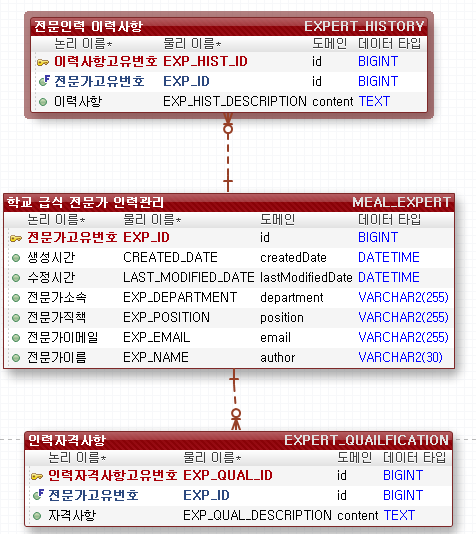 전문인력 이력사항 EXPERT_HISTORY
논리 이름* 물리 이름* 도메인 데이터 타입
이력사항고유번호 EXP_HIST_ID id BIGINT
F 전문가고유번호 EXP_ID id BIGINT
이력사항 EXP_HIST_DESCRIPTION content TEXT
학교 급식 전문가 인력관리 MEAL_EXPERT
논리 이름* 물리 이름* 도메인 데이터 타입
전문가고유번호 EXP_ID id BIGINT
생성시간 CREATED_DATE createdDate DATETIME
수정시간 LAST_MODIFIED_DATE lastModifiedDate DATETIME
전문가소속 EXP_DEPARTMENT department VARCHAR2(255)
전문가직책 EXP_POSITION position VARCHAR2(255)
전문가이메일 EXP_EMAIL email VARCHAR2(255)
전문가이름 EXP_NAME author VARCHAR2(30)
인력자격사항 EXPERT_QUAILFICATION
논리 이름* 물리 이름* 도메인 데이터 타입
인력자격사항고유번호 EXP_QUAL_ID id BIGINT
F 전문가고유번호 EXP_ID id BIGINT
자격사항 EXP_QUAL_DESCRIPTION content TEXT